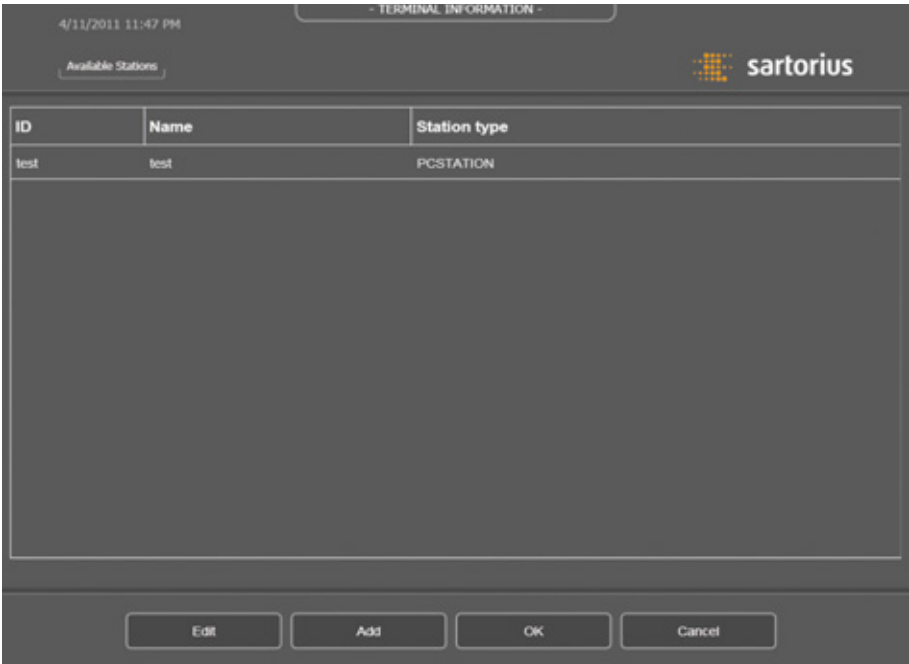 - TERMINAL INFORMATION -
4/11/2011 11:47 PM
Available Stations
sartorius
ID Name Station type
test test PCSTATION
Edit Add OK Cancel